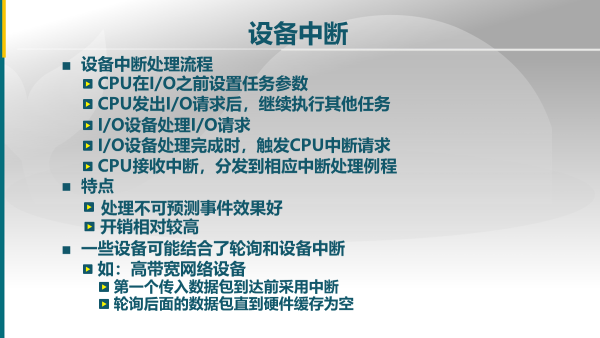 设备中断
设备中断处理流程
CPU在I/O之前设置任务参数
CPU发出I/O请求后，继续执行其他任务
I/O设备处理I/O请求
I/O设备处理完成时，触发CPU中断请求
CPU接收中断，分发到相应中断处理例程
特点
处理不可预测事件效果好
开销相对较高
一些设备可能结合了轮询和设备中断
如：高带宽网络设备
第一个传入数据包到达前采用中断
轮询后面的数据包直到硬件缓存为空